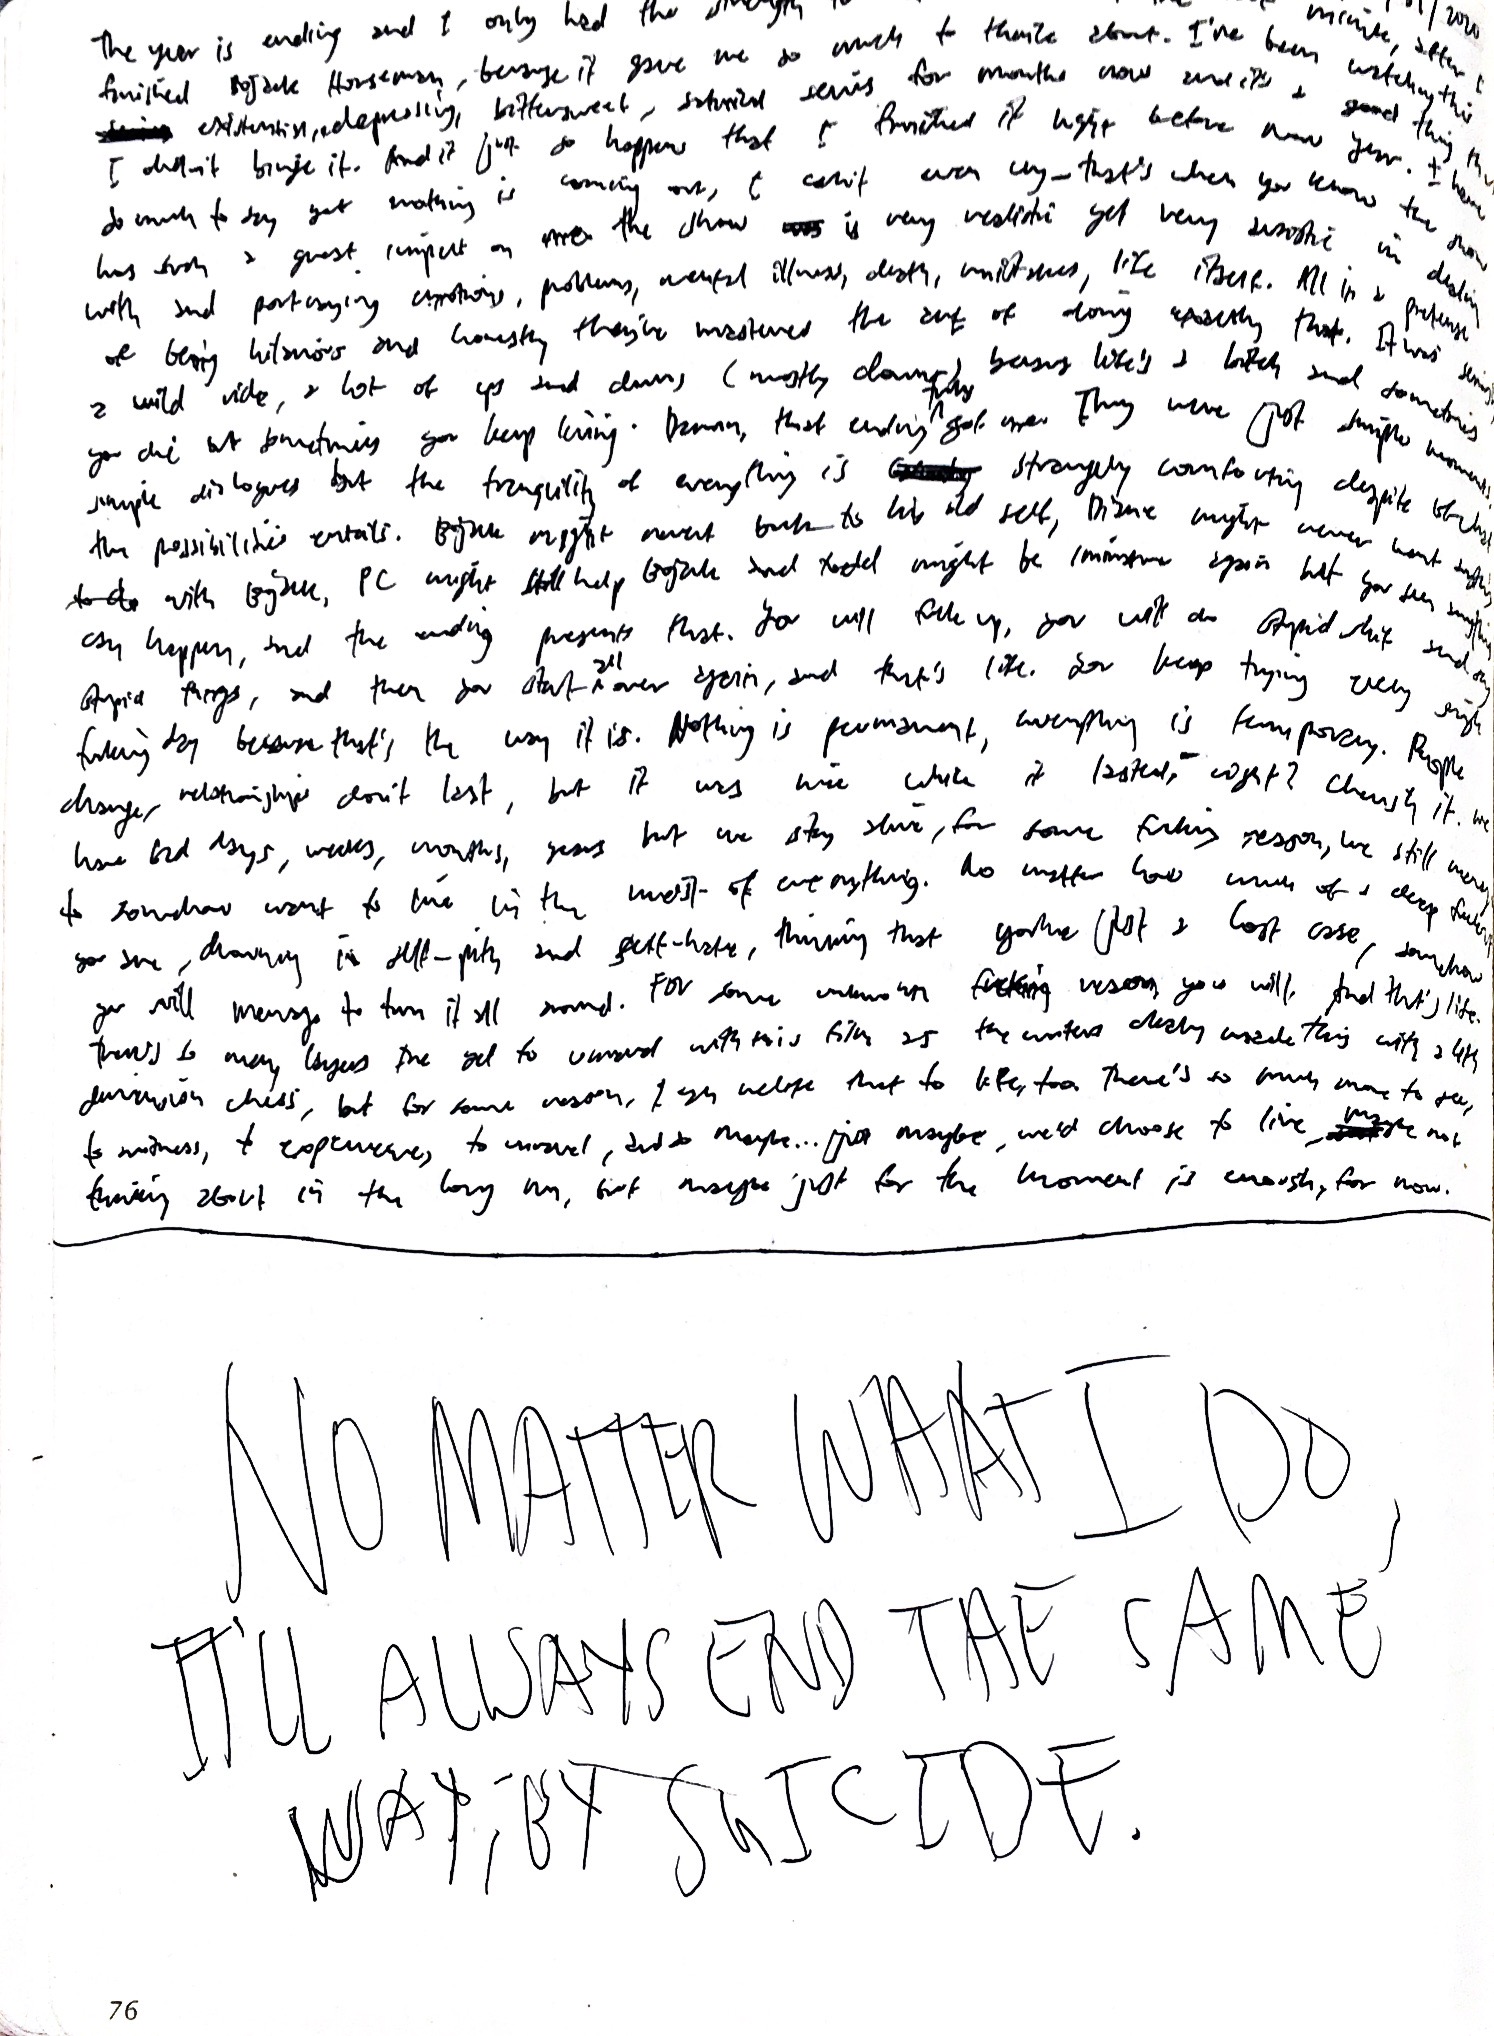 The year is ending and I only had the strength to minute, after I
finished Bojack Horseman, because it gave me so much to think about. I've been watching this
existential, depressing, bittersweet, satirical series for months now and it's a good thing that
I didn't binge it. And it just so happens that I finished it right before new year. I have
so much to say yet nothing is coming out, I can't even cry—that's when you know the show
has such a great impact on the show is very realistic yet very in dealing
with and portraying emotions, problems, mental illness, death, mistakes, life itself. All in a pretense
of being hilarious and honestly they've mastered the art of doing exactly that. It was
a wild ride, a lot of ups and downs (mostly downs) because life's a bitch and sometimes
you die but sometimes you keep living. Damn, that ending got me. They were just simple moments,
simple dialogues but the tranquility of everything is strangely comforting despite what
the possibilities entails. Bojack might revert back to his old self, Diane might never want anything
to do with Bojack, PC might still help Bojack and Todd might be again but you see anything
can happen, and the ending presents that. You will fuck up, you will do stupid shit and say
stupid things, and then you start all over again, and that's life. You keep trying every single
fucking day because that's the way it is. Nothing is permanent, everything is temporary. People
change, relationships don't last, but it was nice while it lasted, right? Cherish it. We
have bad days, weeks, months, years but we stay alive, for some fucking reason, we still manage
to somehow want to live in the midst of everything. No matter how much of a deep
you are, drowning in self-pity and self-hate, thinking that you're just a lost case, somehow
you will manage to turn it all around. For some unknown fucking reason, you will. And that's life.
There's so many layers I've yet to unravel with this film as the writers clearly made this with a
dimension chess, but for some reason, I can relate that to life, too. There's so much more to see,
to witness, to experience, to unravel, and so maybe... just maybe, we'd choose to live, maybe not
thinking about in the long run, but maybe just for the moment is enough, for now.
NO MATTER WHAT I DO,
IT'LL ALWAYS END THE SAME
WAY; BY SUICIDE.
76